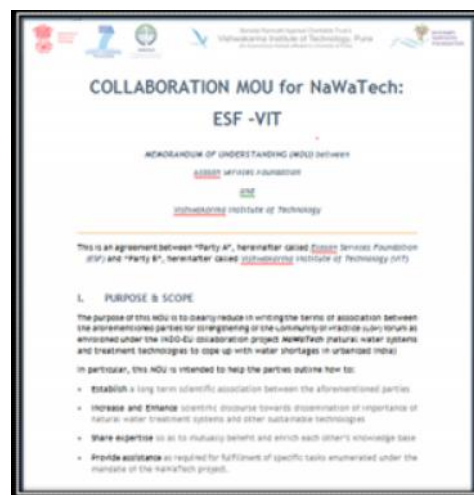 Vishwakarma Institute of Technology, Pune
COLLABORATION MOU for NaWaTech:
ESF -VIT
MEMORANDUM OF UNDERSTANDING (MOU) between
Ecosan Services Foundation
and
Vishwakarma Institute of Technology
This is an agreement between "Party A", hereinafter called Ecosan Services Foundation
(ESF) and "Party B", hereinafter called Vishwakarma Institute of Technology (VIT)
I. PURPOSE & SCOPE
The purpose of this MOU is to clearly reduce in writing the terms of association between
the aforementioned parties for strengthening of the Community of Practice (CoP) forum as
envisioned under the INDO-EU collaboration project NaWaTech (natural water systems
and treatment technologies to cope up with water shortages in urbanized India)
In particular, this MOU is intended to help the parties outline how to:
• Establish a long term scientific association between the aforementioned parties
• Increase and Enhance scientific discourse towards dissemination of importance of
natural water treatment systems and other sustainable technologies
• Share expertise so as to mutually benefit and enrich each other's knowledge base
• Provide assistance as required for fulfillment of specific tasks enumerated under the
mandate of the NaWaTech project.